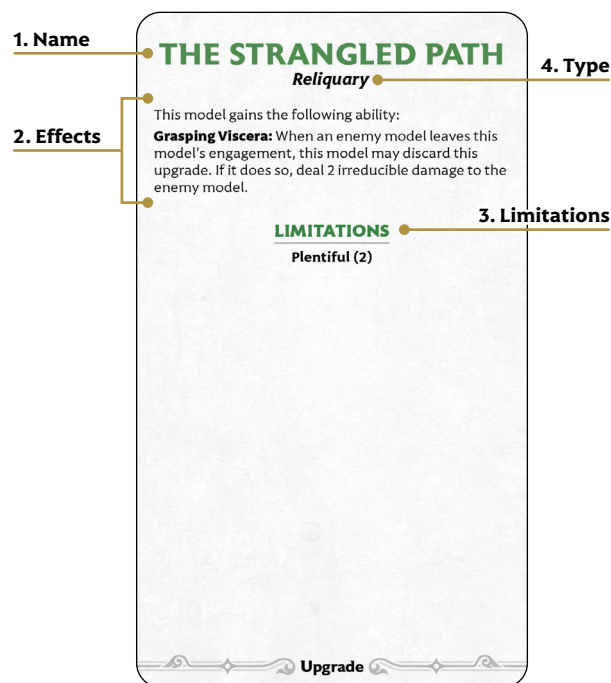 1. Name
THE STRANGLED PATH
4. Type
Reliquary
2. Effects
This model gains the following ability:
Grasping Viscera: When an enemy model leaves this
model's engagement, this model may discard this
upgrade. If it does so, deal 2 irreducible damage to the
enemy model.
3. Limitations
LIMITATIONS
Plentiful (2)
Upgrade